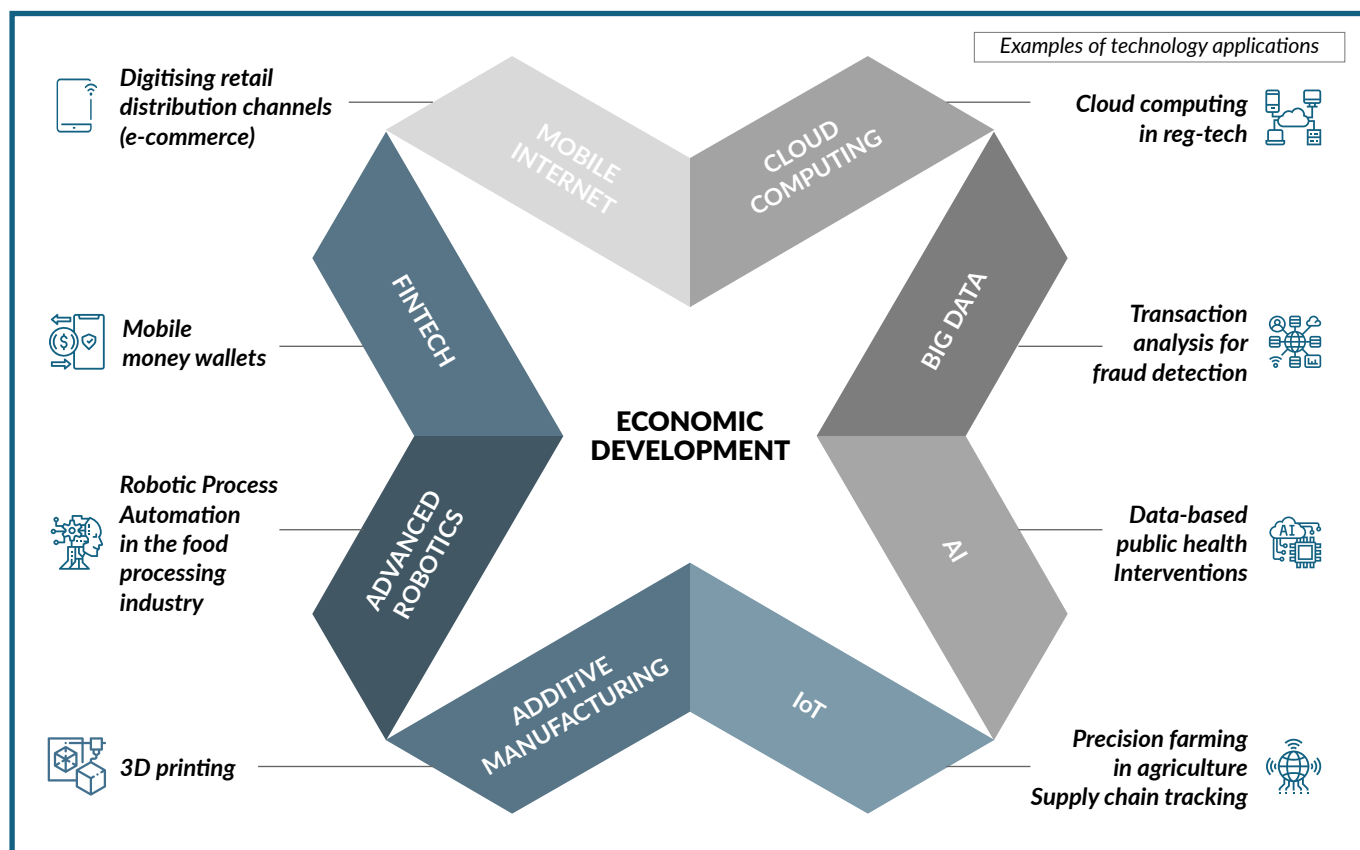 Examples of technology applications
Digitising retail
distribution channels
(e-commerce)
MOBILE
INTERNET
CLOUD
COMPUTING
Cloud computing
in reg-tech
Mobile
money wallets
FINTECH
BIG DATA
Transaction
analysis for
fraud detection
ECONOMIC
DEVELOPMENT
Robotic Process
Automation
in the food
processing
industry
ADVANCED
ROBOTICS
AI
Data-based
public health
Interventions
AI
3D printing
ADDITIVE
MANUFACTURING
IoT
Precision farming
in agriculture
Supply chain tracking